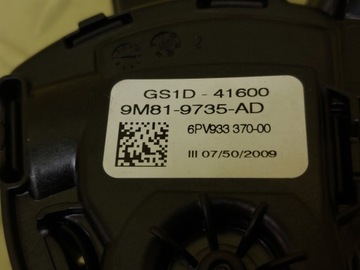 GS1D - 41600
9M81-9735-AD
6PV933 370-00
III 07/50/2009